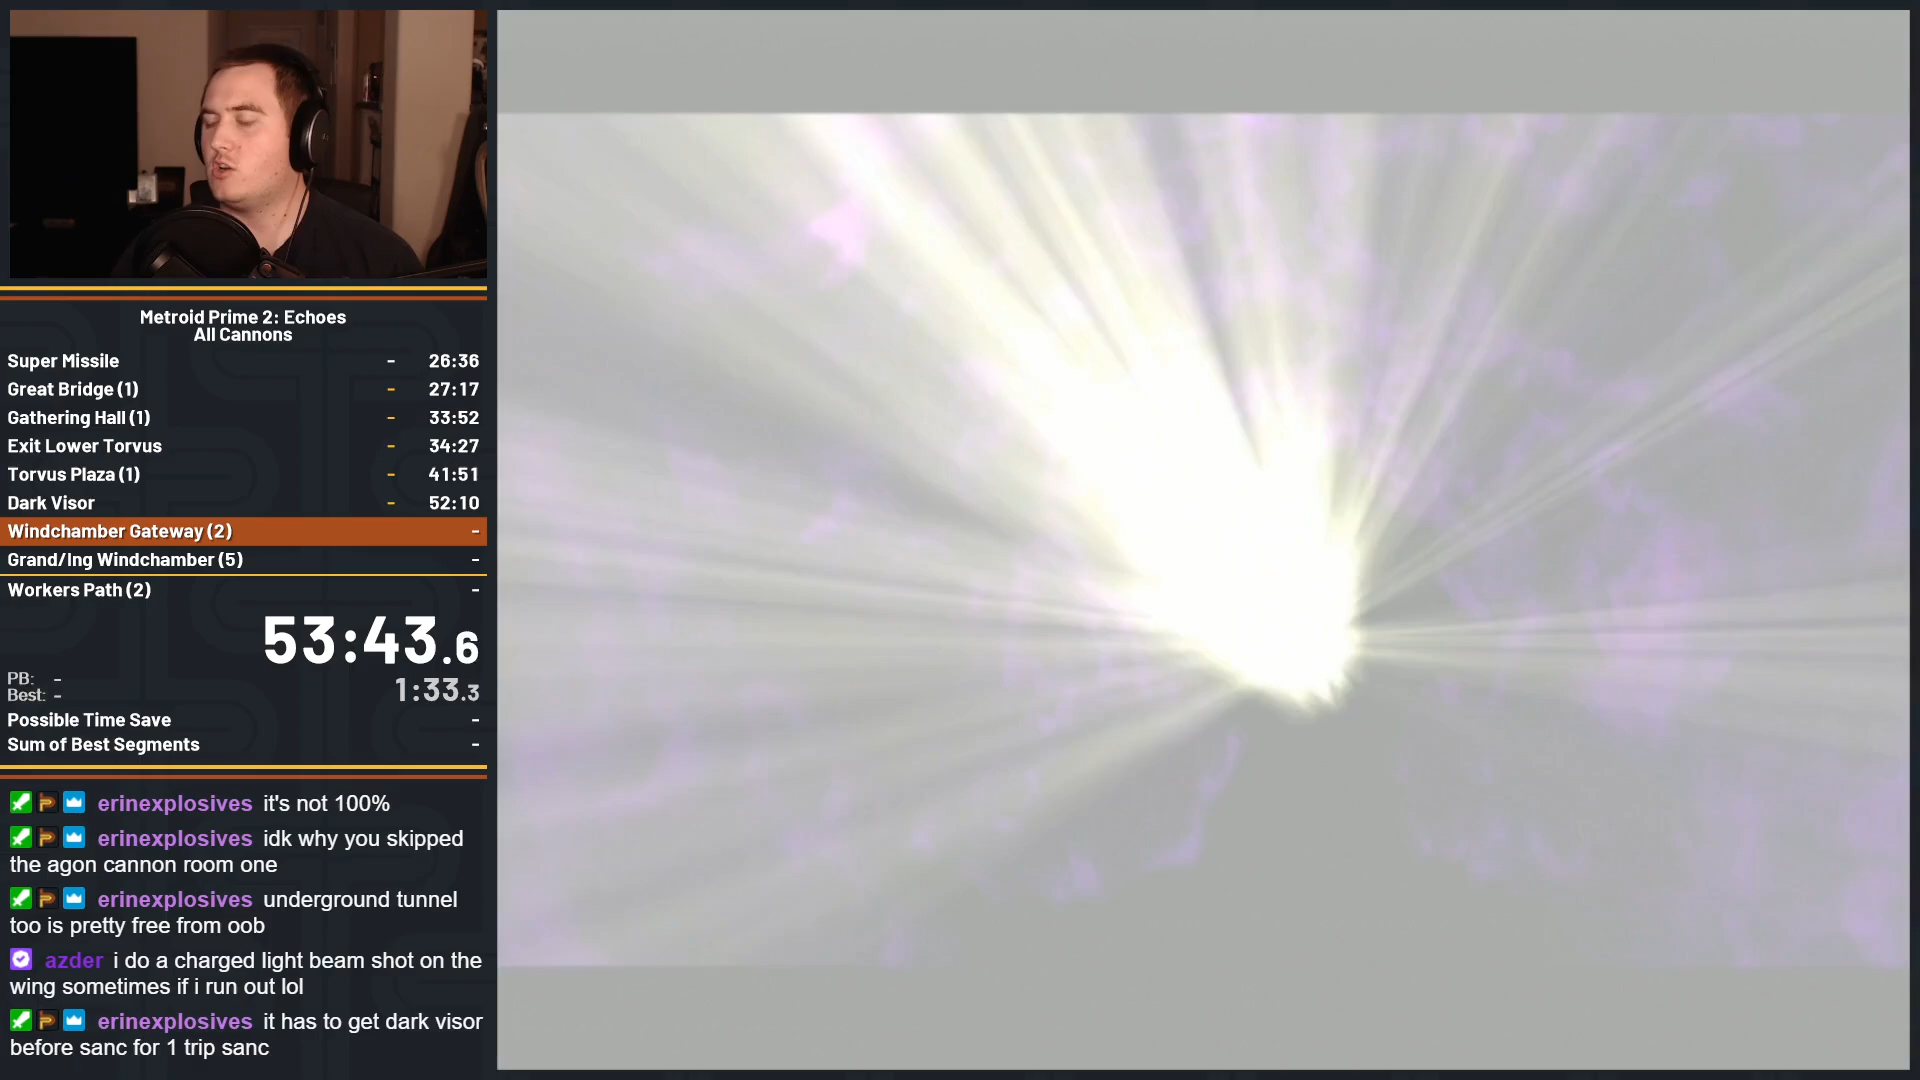 Metroid Prime 2: Echoes
All Cannons
Super Missile - 26:36
Great Bridge (1) - 27:17
Gathering Hall (1) - 33:52
Exit Lower Torvus - 34:27
Torvus Plaza (1) - 41:51
Dark Visor - 52:10
Windchamber Gateway (2) -
Grand/Ing Windchamber (5) -
Workers Path (2) -
53:43.6
PB: - 1:33.3
Best: -
Possible Time Save -
Sum of Best Segments -
erinexplosives it's not 100%
erinexplosives idk why you skipped
the agon cannon room one
erinexplosives underground tunnel
too is pretty free from oob
azder i do a charged light beam shot on the
wing sometimes if i run out lol
erinexplosives it has to get dark visor
before sanc for 1 trip sanc